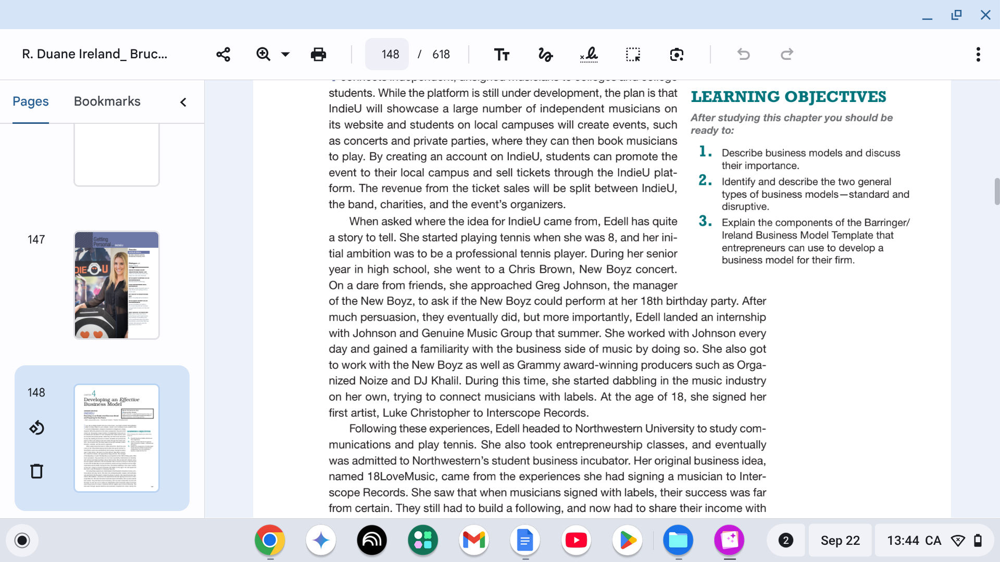 R. Duane Ireland_ Bruc...
148 / 618
Pages
Bookmarks
147
148
Getting
Personal
INDIEU
DIE U
4
Developing an Effective
Business Model
INDIEU
LEARNING OBJECTIVES
connects independent, unsigned musicians to colleges and college
students. While the platform is still under development, the plan is that
IndieU will showcase a large number of independent musicians on
its website and students on local campuses will create events, such
as concerts and private parties, where they can then book musicians
to play. By creating an account on IndieU, students can promote the
event to their local campus and sell tickets through the IndieU plat-
form. The revenue from the ticket sales will be split between IndieU,
the band, charities, and the event’s organizers.
When asked where the idea for IndieU came from, Edell has quite
a story to tell. She started playing tennis when she was 8, and her ini-
tial ambition was to be a professional tennis player. During her senior
year in high school, she went to a Chris Brown, New Boyz concert.
On a dare from friends, she approached Greg Johnson, the manager
of the New Boyz, to ask if the New Boyz could perform at her 18th birthday party. After
much persuasion, they eventually did, but more importantly, Edell landed an internship
with Johnson and Genuine Music Group that summer. She worked with Johnson every
day and gained a familiarity with the business side of music by doing so. She also got
to work with the New Boyz as well as Grammy award-winning producers such as Orga-
nized Noize and DJ Khalil. During this time, she started dabbling in the music industry
on her own, trying to connect musicians with labels. At the age of 18, she signed her
first artist, Luke Christopher to Interscope Records.
Following these experiences, Edell headed to Northwestern University to study com-
munications and play tennis. She also took entrepreneurship classes, and eventually
was admitted to Northwestern’s student business incubator. Her original business idea,
named 18LoveMusic, came from the experiences she had signing a musician to Inter-
scope Records. She saw that when musicians signed with labels, their success was far
from certain. They still had to build a following, and now had to share their income with
LEARNING OBJECTIVES
After studying this chapter you should be
ready to:
1. Describe business models and discuss
their importance.
2. Identify and describe the two general
types of business models—standard and
disruptive.
3. Explain the components of the Barringer/
Ireland Business Model Template that
entrepreneurs can use to develop a
business model for their firm.
2
Sep 22
13:44 CA